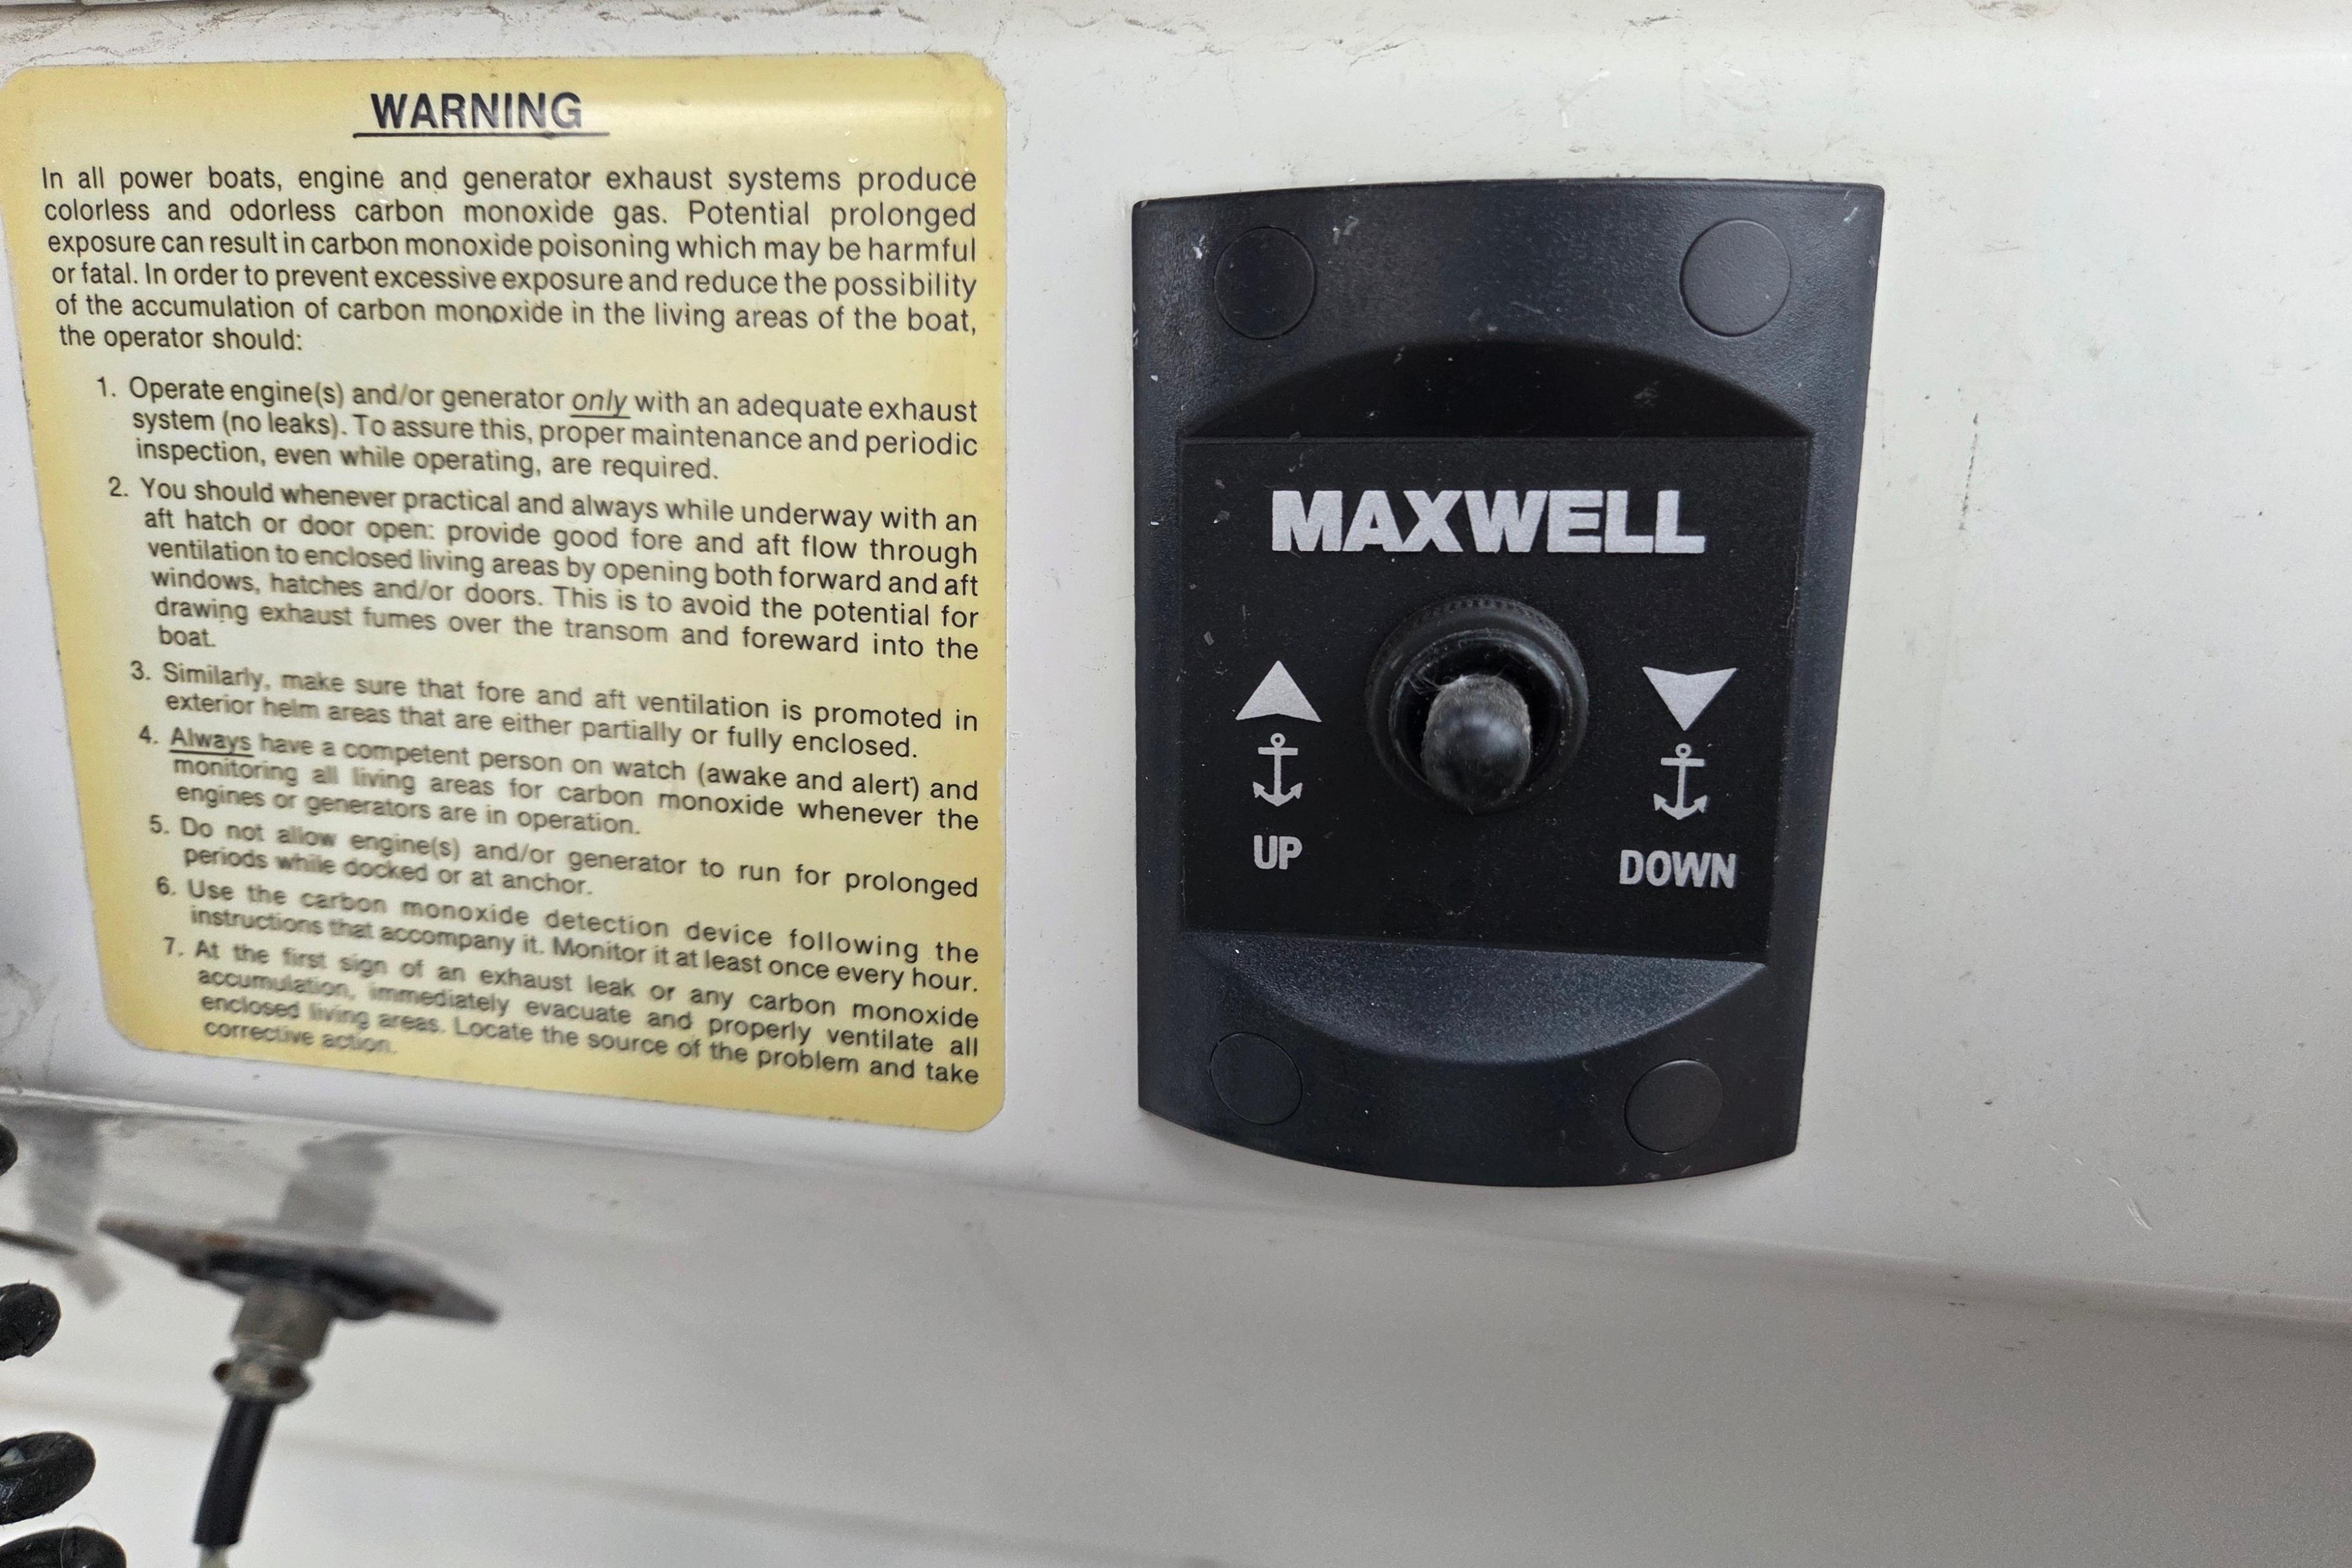 WARNING
In all power boats, engine and generator exhaust systems produce
colorless and odorless carbon monoxide gas. Potential prolonged
exposure can result in carbon monoxide poisoning which may be harmful
or fatal. In order to prevent excessive exposure and reduce the possibility
of the accumulation of carbon monoxide in the living areas of the boat,
the operator should:
1. Operate engine(s) and/or generator only with an adequate exhaust
system (no leaks). To assure this, proper maintenance and periodic
inspection, even while operating, are required.
2. You should whenever practical and always while underway with an
aft hatch or door open: provide good fore and aft flow through
ventilation to enclosed living areas by opening both forward and aft
windows, hatches and/or doors. This is to avoid the potential for
drawing exhaust fumes over the transom and foreward into the
boat.
3. Similarly, make sure that fore and aft ventilation is promoted in
exterior helm areas that are either partially or fully enclosed.
4. Always have a competent person on watch (awake and alert) and
monitoring all living areas for carbon monoxide whenever the
engines or generators are in operation.
5. Do not allow engine(s) and/or generator to run for prolonged
periods while docked or at anchor.
6. Use the carbon monoxide detection device following the
instructions that accompany it. Monitor it at least once every hour.
7. At the first sign of an exhaust leak or any carbon monoxide
accumulation, immediately evacuate and properly ventilate all
enclosed living areas. Locate the source of the problem and take
corrective action.
MAXWELL
UP
DOWN